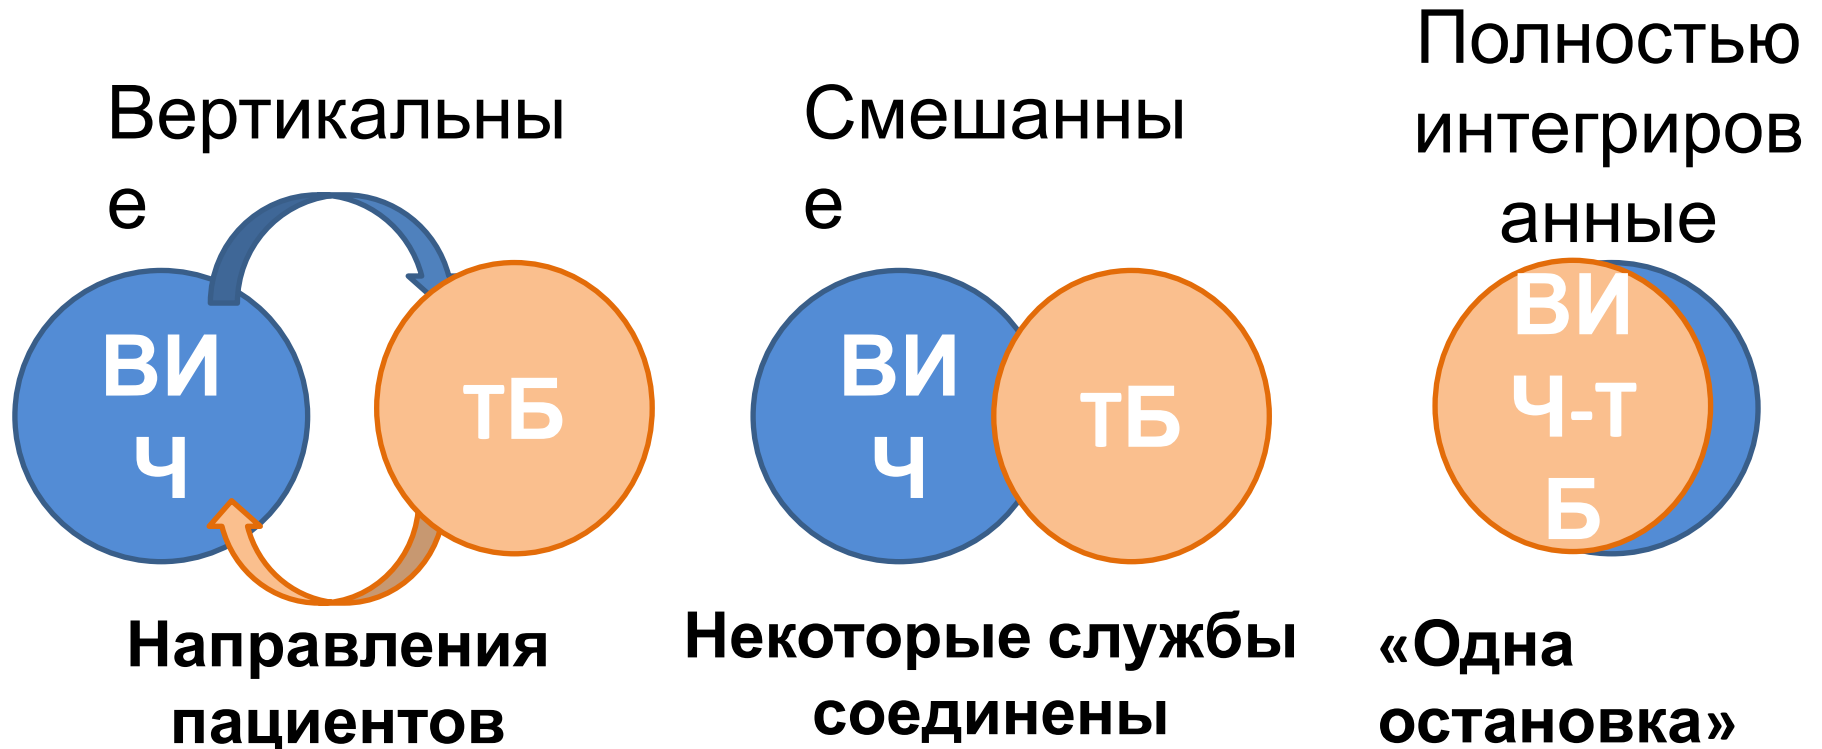 Вертикальны
е
ВИ
Ч
ТБ
Направления
пациентов
Смешанны
е
ВИ
Ч
ТБ
Некоторые службы
соединены
Полностью
интегриров
анные
ВИ
Ч-Т
Б
«Одна
остановка»